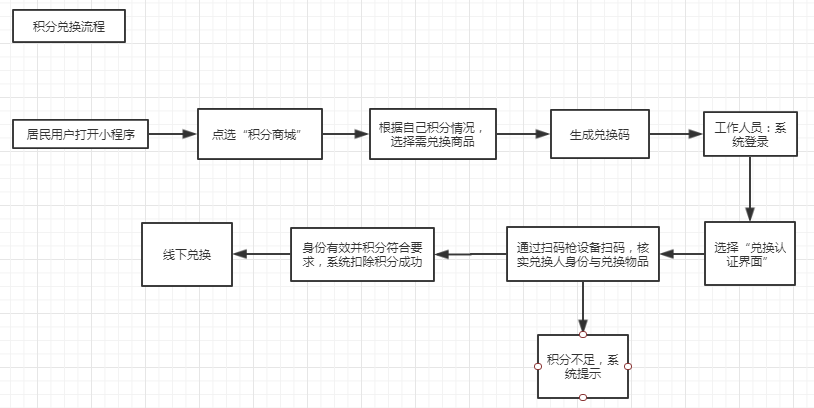 积分兑换流程
居民用户打开小程序
点选“积分商城”
根据自己积分情况，
选择需兑换商品
生成兑换码
工作人员：系
统登录
选择“兑换认
证界面”
通过扫码枪设备扫码，核
实兑换人身份与兑换物品
身份有效并积分符合要
求，系统扣除积分成功
线下兑换
积分不足，系
统提示